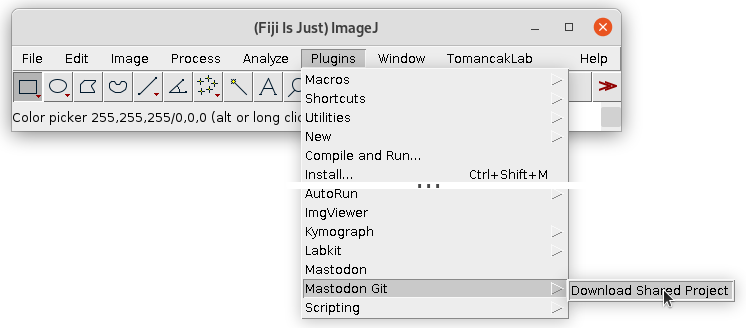 (Fiji Is Just) ImageJ
File Edit Image Process Analyze Plugins Window TomancakLab Help
A
Color picker 255,255,255/0,0,0 (alt or long clic
Macros
Shortcuts
Utilities
New
Compile and Run...
Install... Ctrl+Shift+M
...
AutoRun
ImgViewer
Kymograph
Labkit
Mastodon
Mastodon Git
Download Shared Project
Scripting